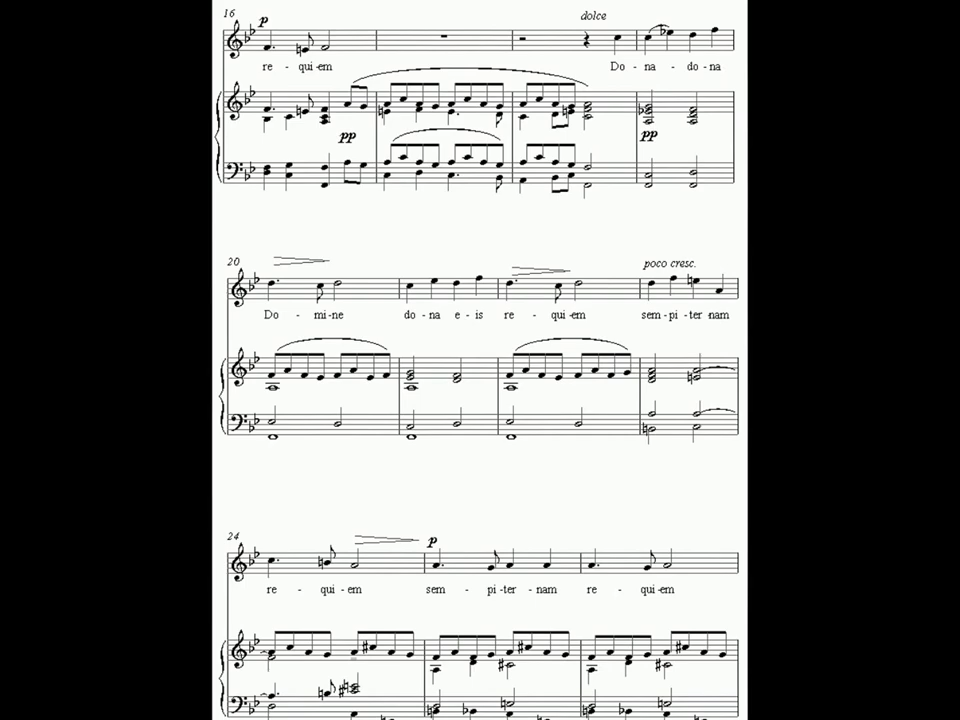 16 p dolce
re - qui-em Do - na - do-na
pp pp
20 poco cresc.
Do - mi-ne do-na e-is re - qui-em sem-pi-ter-nam
24 p
re - qui-em sem - pi-ter-nam re - qui-em